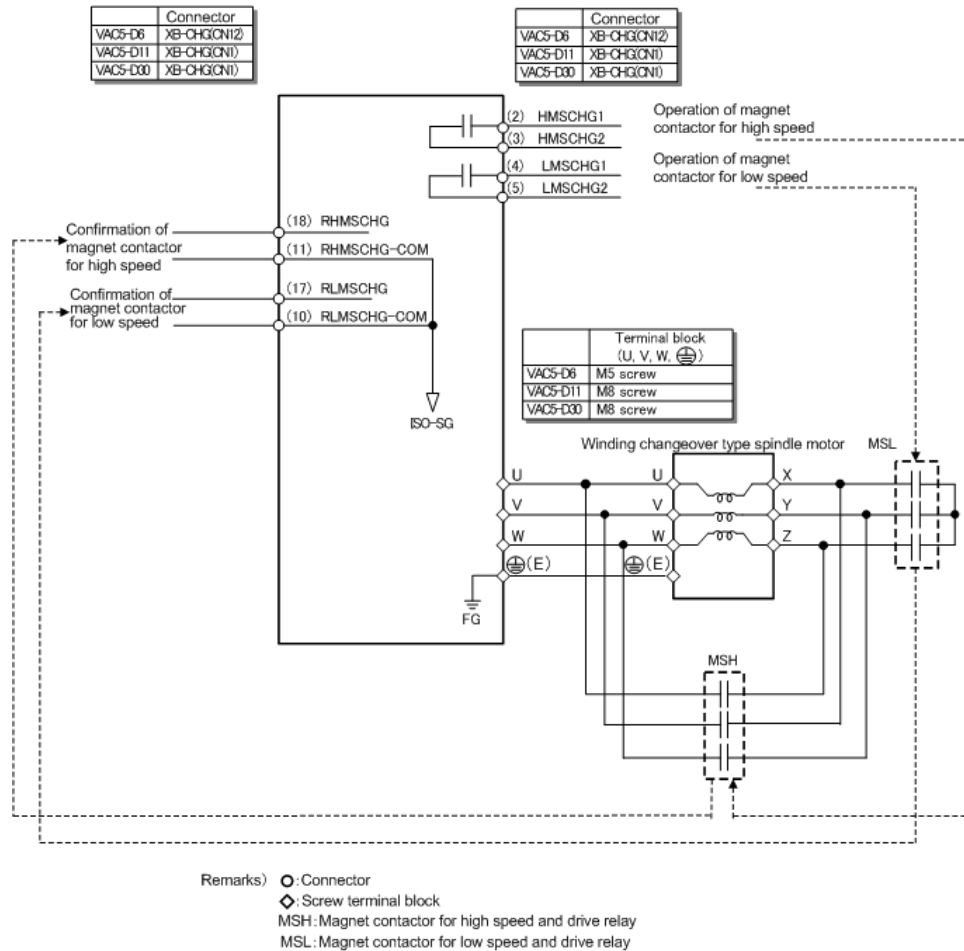 Connector
VAC5-D6 XB-CHG(CN12)
VAC5-D11 XB-CHG(CN1)
VAC5-D30 XB-CHG(CN1)
Connector
VAC5-D6 XB-CHG(CN12)
VAC5-D11 XB-CHG(CN1)
VAC5-D30 XB-CHG(CN1)
(2) HMSCHG1
(3) HMSCHG2
(4) LMSCHG1
(5) LMSCHG2
Operation of magnet
contactor for high speed
Operation of magnet
contactor for low speed
Confirmation of
magnet contactor
for high speed
Confirmation of
magnet contactor
for low speed
(18) RHMSCHG
(11) RHMSCHG-COM
(17) RLMSCHG
(10) RLMSCHG-COM
ISO-SG
Terminal block
(U, V, W, ⏚)
VAC5-D6 M5 screw
VAC5-D11 M8 screw
VAC5-D30 M8 screw
Winding changeover type spindle motor MSL
U U X
V V Y
W W Z
(E) (E)
FG
MSH
Remarks) O:Connector
◇:Screw terminal block
MSH:Magnet contactor for high speed and drive relay
MSL:Magnet contactor for low speed and drive relay